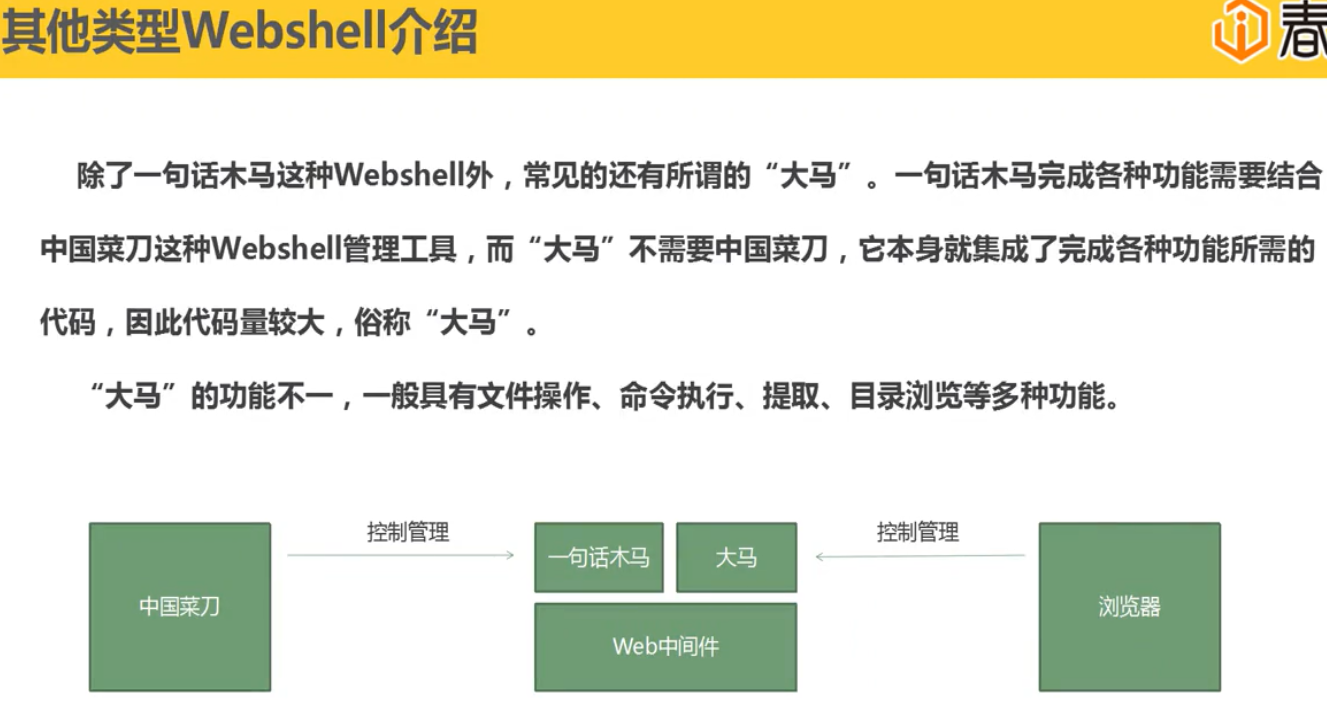 其他类型Webshell介绍
春
除了一句话木马这种Webshell外，常见的还有所谓的“大马”。一句话木马完成各种功能需要结合
中国菜刀这种Webshell管理工具，而“大马”不需要中国菜刀，它本身就集成了完成各种功能所需的
代码，因此代码量较大，俗称“大马”。
“大马”的功能不一，一般具有文件操作、命令执行、提取、目录浏览等多种功能。
控制管理
控制管理
一句话木马
大马
中国菜刀
浏览器
Web中间件